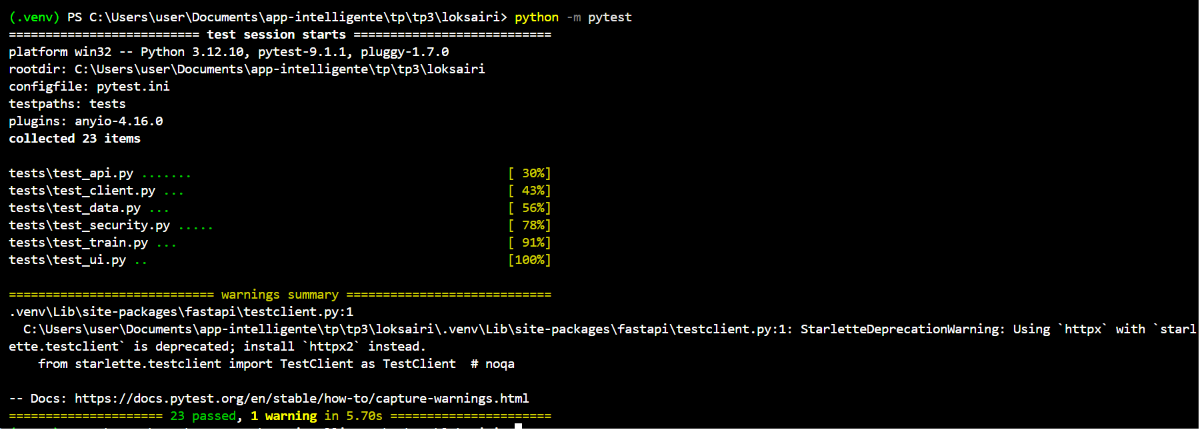 (.venv) PS C:\Users\user\Documents\app-intelligente\tp\tp3\loksairi> python -m pytest
========================== test session starts ===========================
platform win32 -- Python 3.12.10, pytest-9.1.1, pluggy-1.7.0
rootdir: C:\Users\user\Documents\app-intelligente\tp\tp3\loksairi
configfile: pytest.ini
testpaths: tests
plugins: anyio-4.16.0
collected 23 items
tests\test_api.py ....... [ 30%]
tests\test_client.py ... [ 43%]
tests\test_data.py ... [ 56%]
tests\test_security.py ..... [ 78%]
tests\test_train.py ... [ 91%]
tests\test_ui.py .. [100%]
============================ warnings summary ============================
.venv\Lib\site-packages\fastapi\testclient.py:1
C:\Users\user\Documents\app-intelligente\tp\tp3\loksairi\.venv\Lib\site-packages\fastapi\testclient.py:1: StarletteDeprecationWarning: Using `httpx` with `starl
ette.testclient` is deprecated; install `httpx2` instead.
from starlette.testclient import TestClient as TestClient  # noqa
-- Docs: https://docs.pytest.org/en/stable/how-to/capture-warnings.html
===================== 23 passed, 1 warning in 5.70s ======================